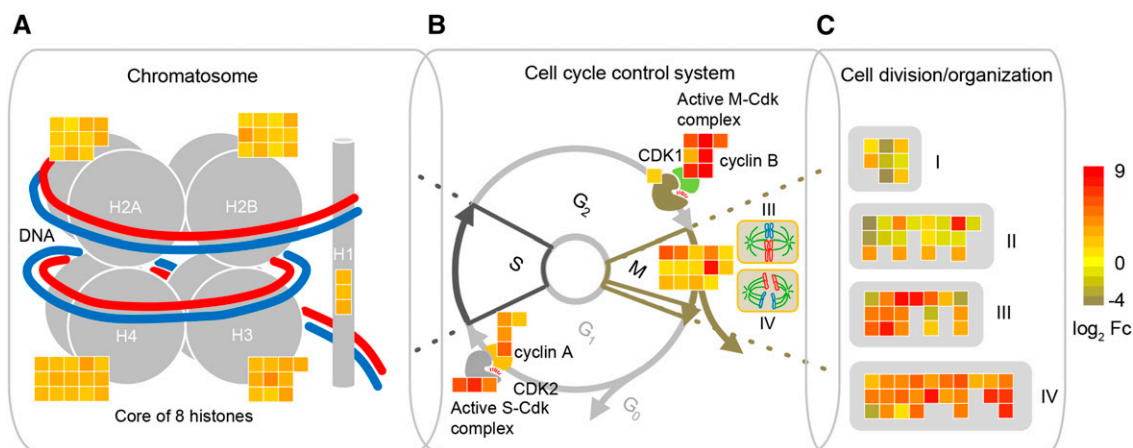 A
B
C
Chromatosome
Cell cycle control system
Cell division/organization
H2A
H2B
DNA
H1
H4
H3
Core of 8 histones
Active M-Cdk
complex
CDK1
cyclin B
G2
S
M
III
IV
G1
G0
cyclin A
CDK2
Active S-Cdk
complex
I
II
III
IV
9
4
0
-4
log2 Fc